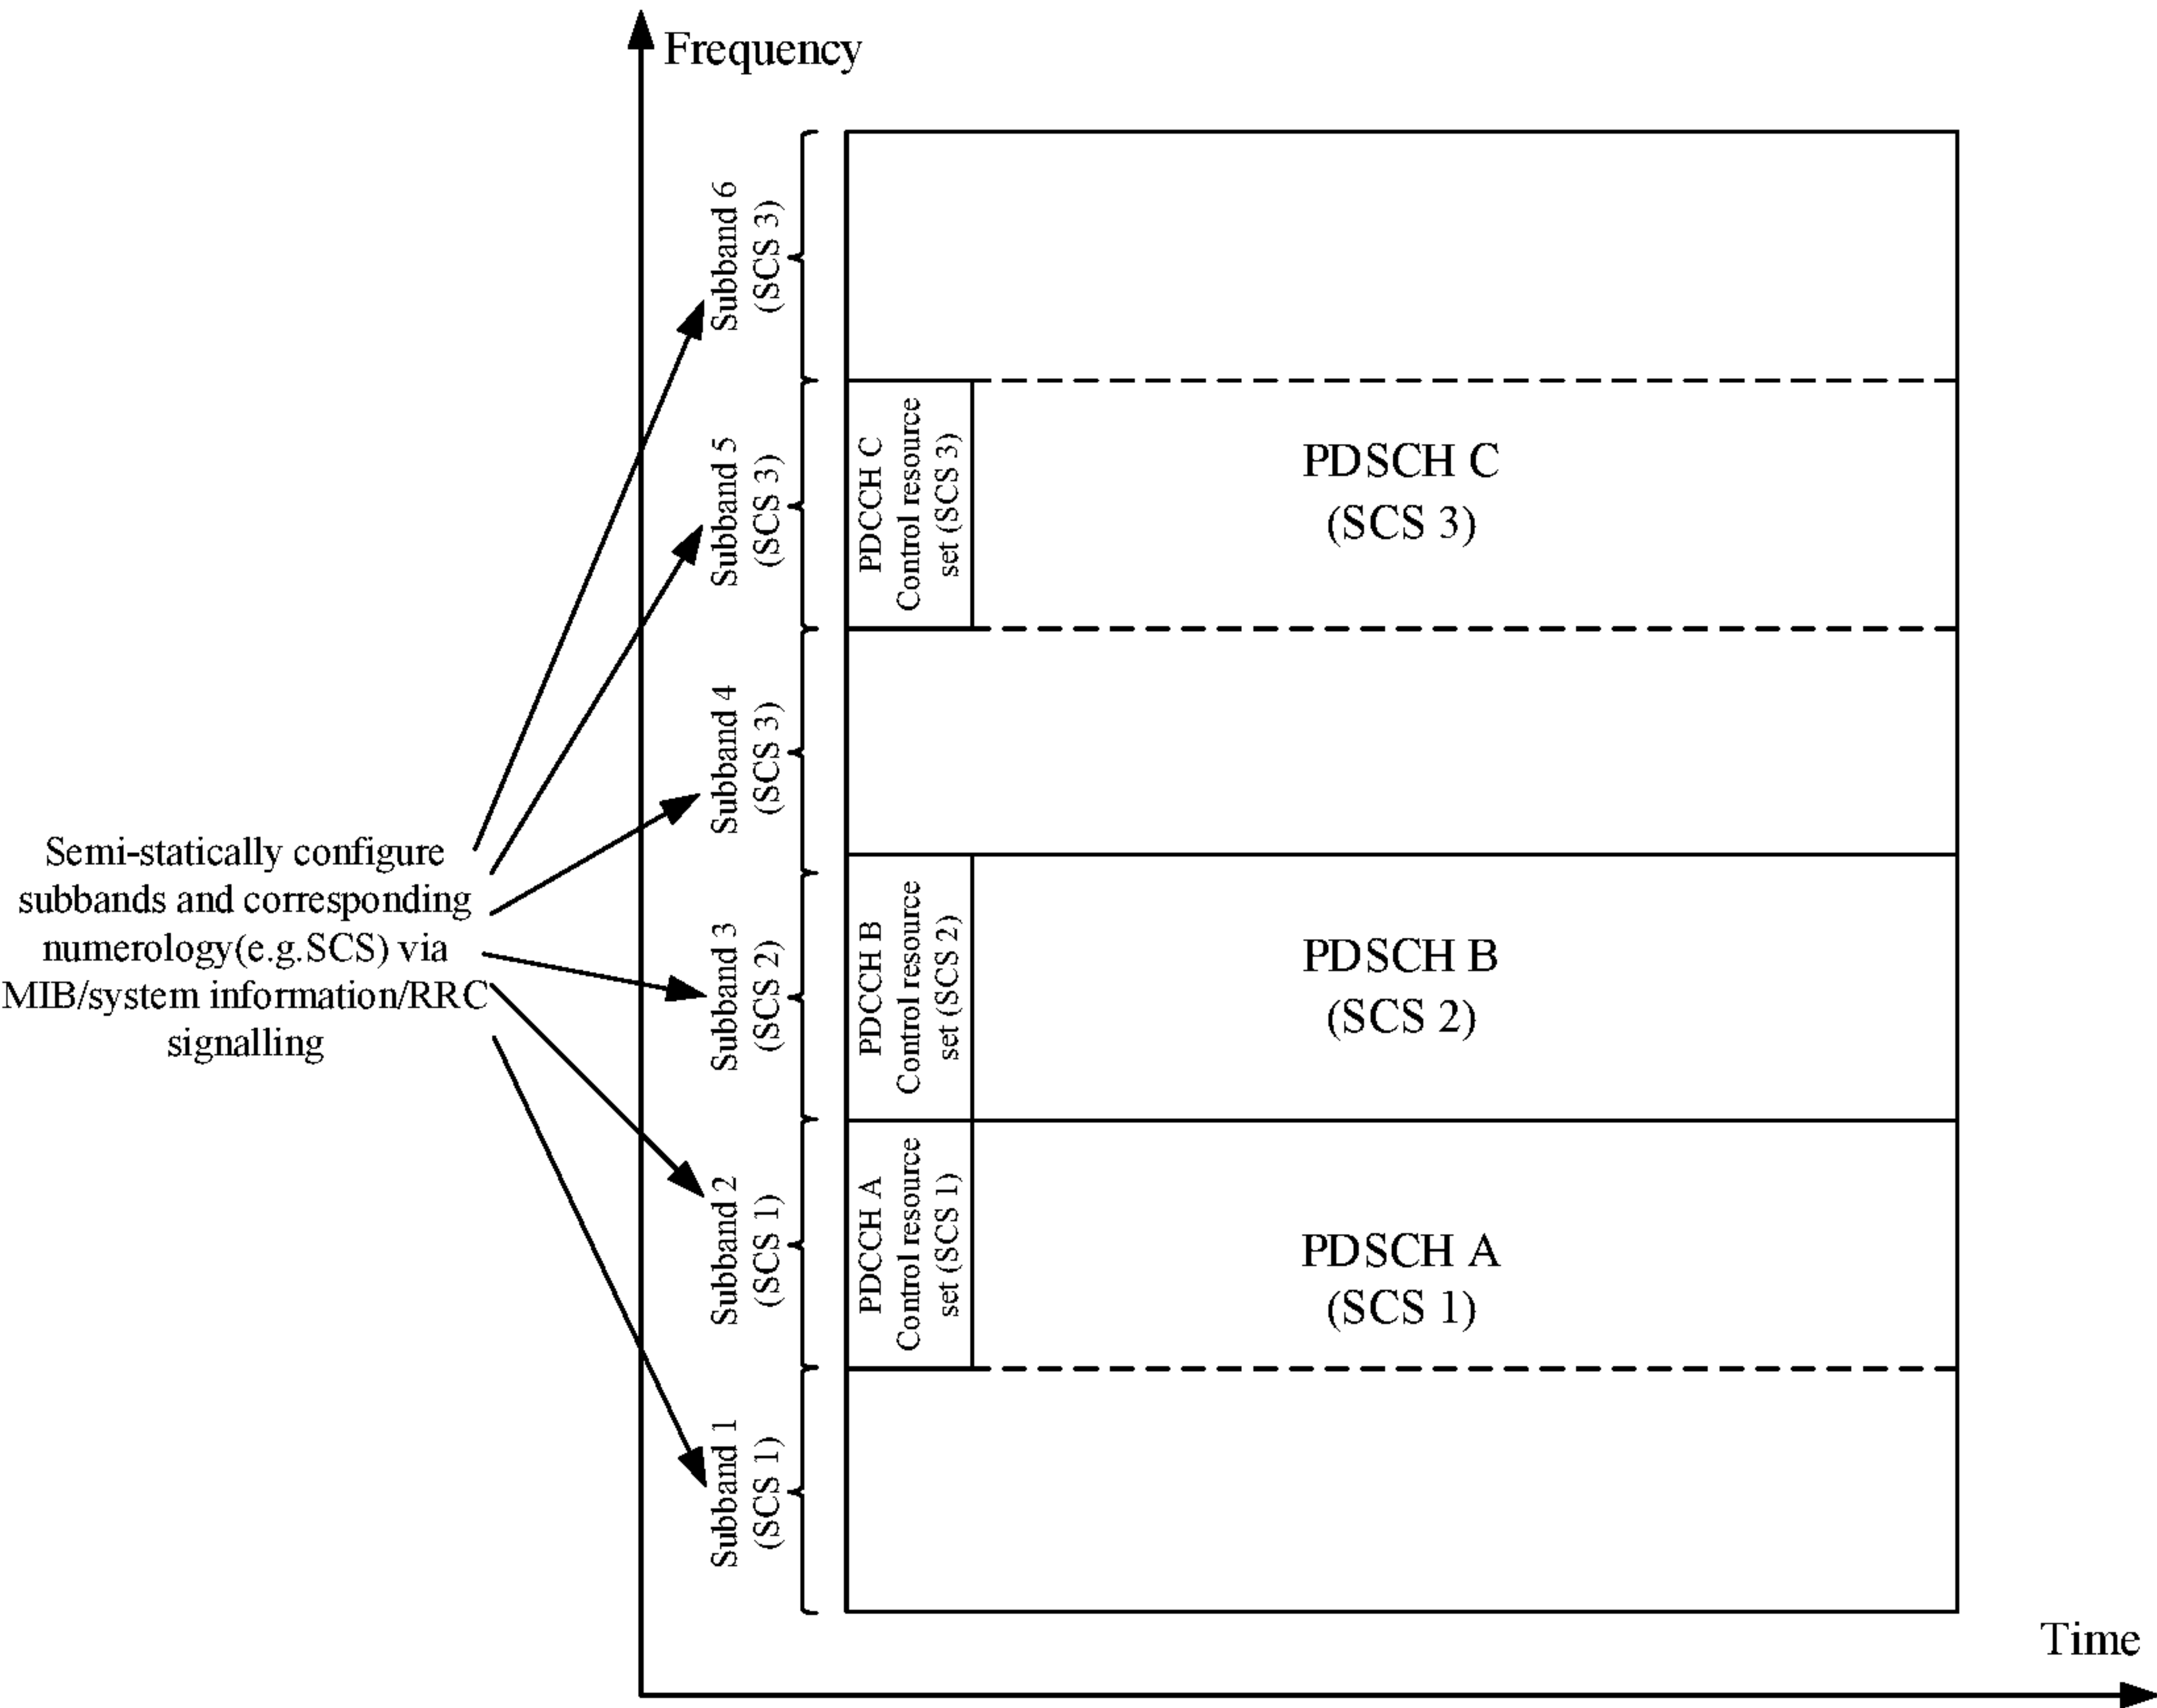 Frequency
Subband 6
(SCS 3)
Subband 5
(SCS 3)
PDCCH C
Control resource
set (SCS 3)
PDSCH C
(SCS 3)
Subband 4
(SCS 3)
Semi-statically configure
subbands and corresponding
numerology(e.g.SCS) via
MIB/system information/RRC
signalling
Subband 3
(SCS 2)
PDCCH B
Control resource
set (SCS 2)
PDSCH B
(SCS 2)
Subband 2
(SCS 1)
PDCCH A
Control resource
set (SCS 1)
PDSCH A
(SCS 1)
Subband 1
(SCS 1)
Time